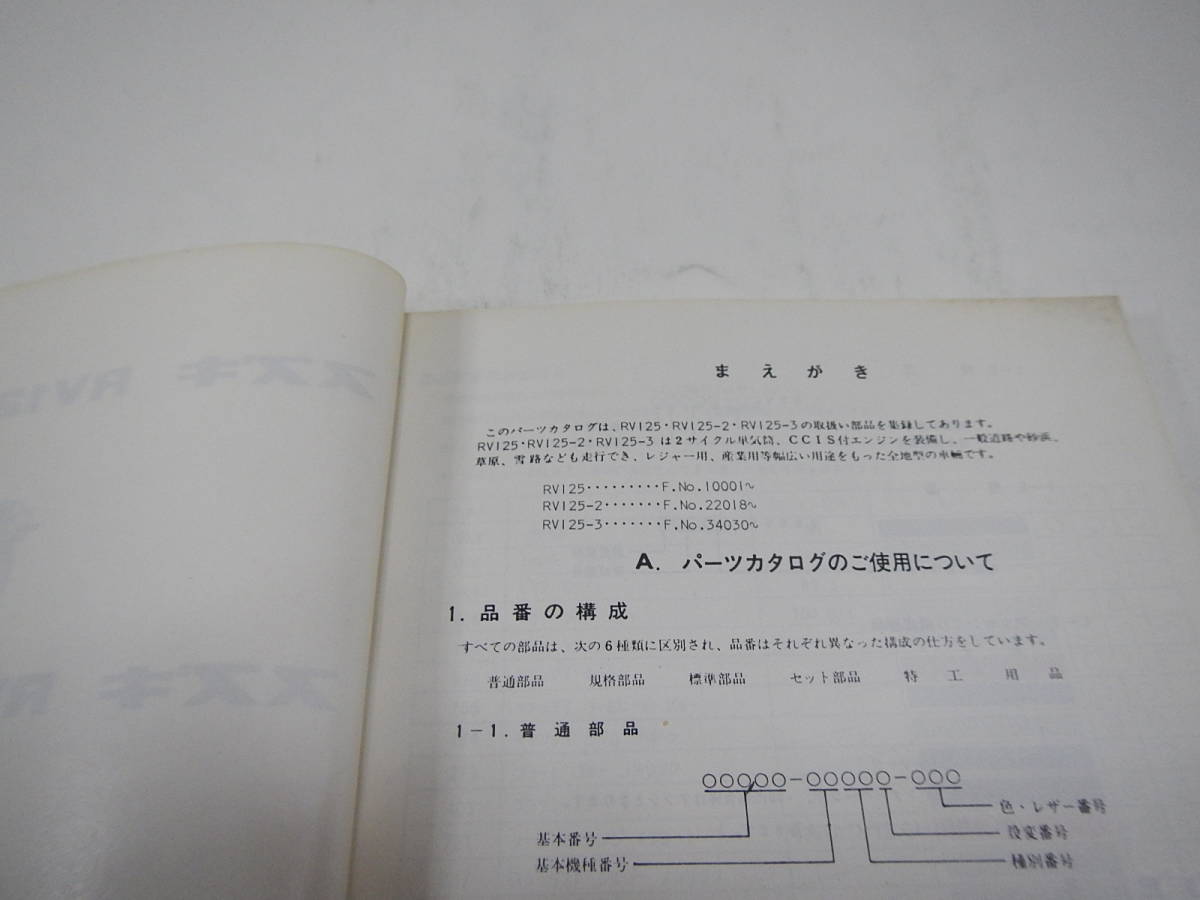 スズキ RV12
スズキ R
まえがき
このパーツカタログは、RV125・RV125-2・RV125-3の取扱い部品を集録してあります。
RV125・RV125-2・RV125-3は2サイクル単気筒、CCIS付エンジンを装備し、一般道路や砂浜、
草原、雪路なども走行でき、レジャー用、産業用等幅広い用途をもった全地型の車輛です。
RV125·········F.No.10001~
RV125-2·······F.No.22018~
RV125-3·······F.No.34030~
A. パーツカタログのご使用について
1. 品番の構成
すべての部品は、次の6種類に区別され、品番はそれぞれ異なった構成の仕方をしています。
普通部品 規格部品 標準部品 セット部品 特工用品
1-1. 普通部品
○○○○○-○○○○○-○○○
色・レザー番号
基本番号 設変番号
基本機種番号 種別番号